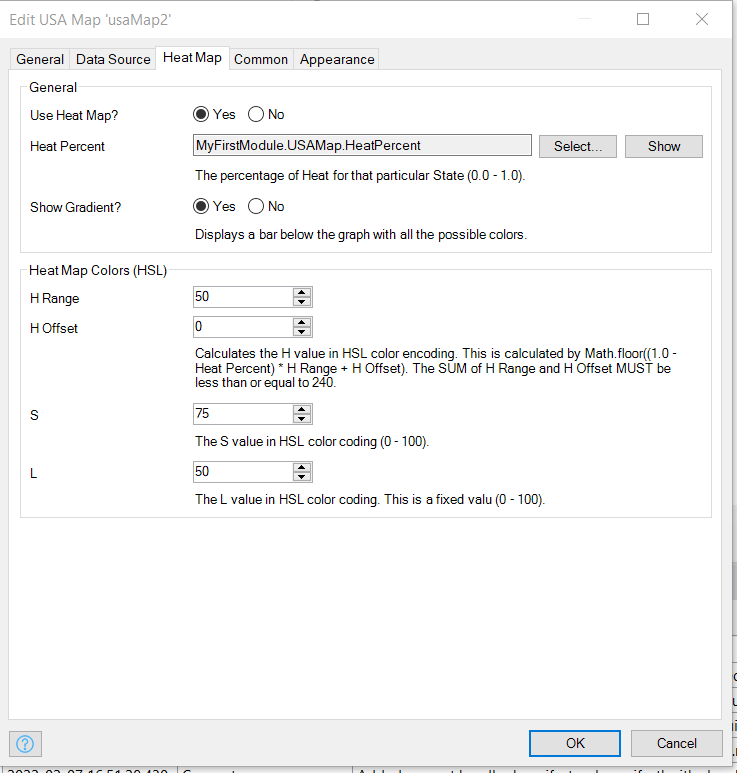 Edit USA Map 'usaMap2'
General Data Source Heat Map Common Appearance
General
Use Heat Map? Yes No
Heat Percent MyFirstModule.USAMap.HeatPercent Select... Show
The percentage of Heat for that particular State (0.0 - 1.0).
Show Gradient? Yes No
Displays a bar below the graph with all the possible colors.
Heat Map Colors (HSL)
H Range 50
H Offset 0
Calculates the H value in HSL color encoding. This is calculated by Math.floor((1.0 -
Heat Percent) * H Range + H Offset). The SUM of H Range and H Offset MUST be
less than or equal to 240.
S 75
The S value in HSL color coding (0 - 100).
L 50
The L value in HSL color coding. This is a fixed valu (0 - 100).
? OK Cancel